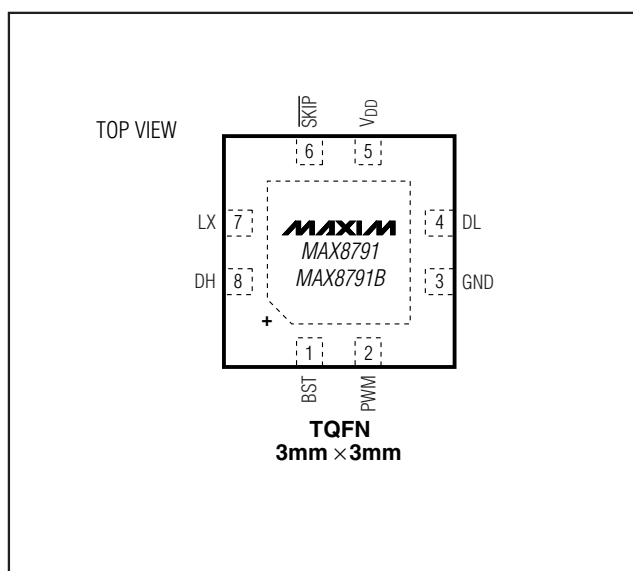 TOP VIEW
SKIP
VDD
6
5
LX
7
4
DL
MAXIM
MAX8791
MAX8791B
DH
8
3
GND
+
1
2
BST
PWM
TQFN
3mm × 3mm